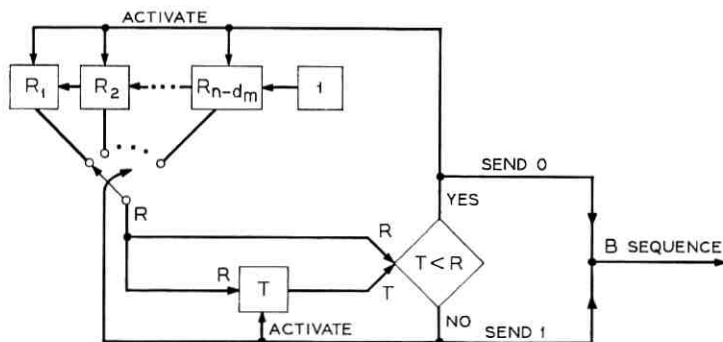 ACTIVATE
R₁
R₂
Rₙ₋dₘ
1
R
SEND 0
YES
R
T < R
B SEQUENCE
R
T
T
NO
ACTIVATE
SEND 1